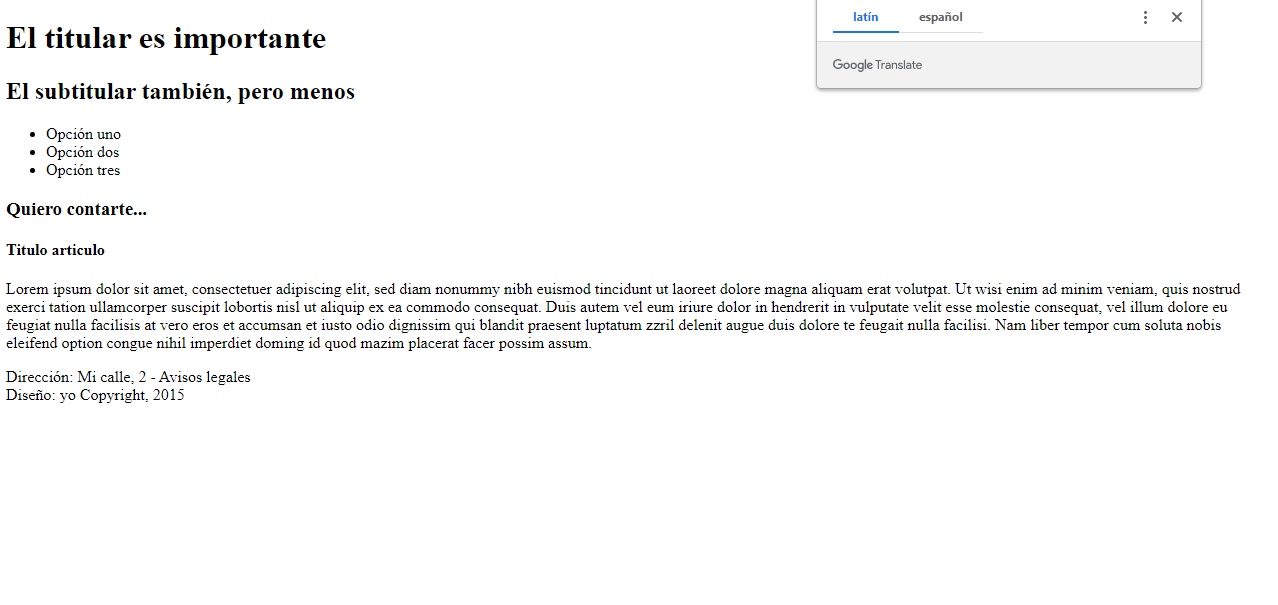 El titular es importante
latín español
Google Translate
El subtitular también, pero menos
Opción uno
Opción dos
Opción tres
Quiero contarte...
Titulo articulo
Lorem ipsum dolor sit amet, consectetuer adipiscing elit, sed diam nonummy nibh euismod tincidunt ut laoreet dolore magna aliquam erat volutpat. Ut wisi enim ad minim veniam, quis nostrud
exerci tation ullamcorper suscipit lobortis nisl ut aliquip ex ea commodo consequat. Duis autem vel eum iriure dolor in hendrerit in vulputate velit esse molestie consequat, vel illum dolore eu
feugiat nulla facilisis at vero eros et accumsan et iusto odio dignissim qui blandit praesent luptatum zzril delenit augue duis dolore te feugait nulla facilisi. Nam liber tempor cum soluta nobis
eleifend option congue nihil imperdiet doming id quod mazim placerat facer possim assum.
Dirección: Mi calle, 2 - Avisos legales
Diseño: yo Copyright, 2015